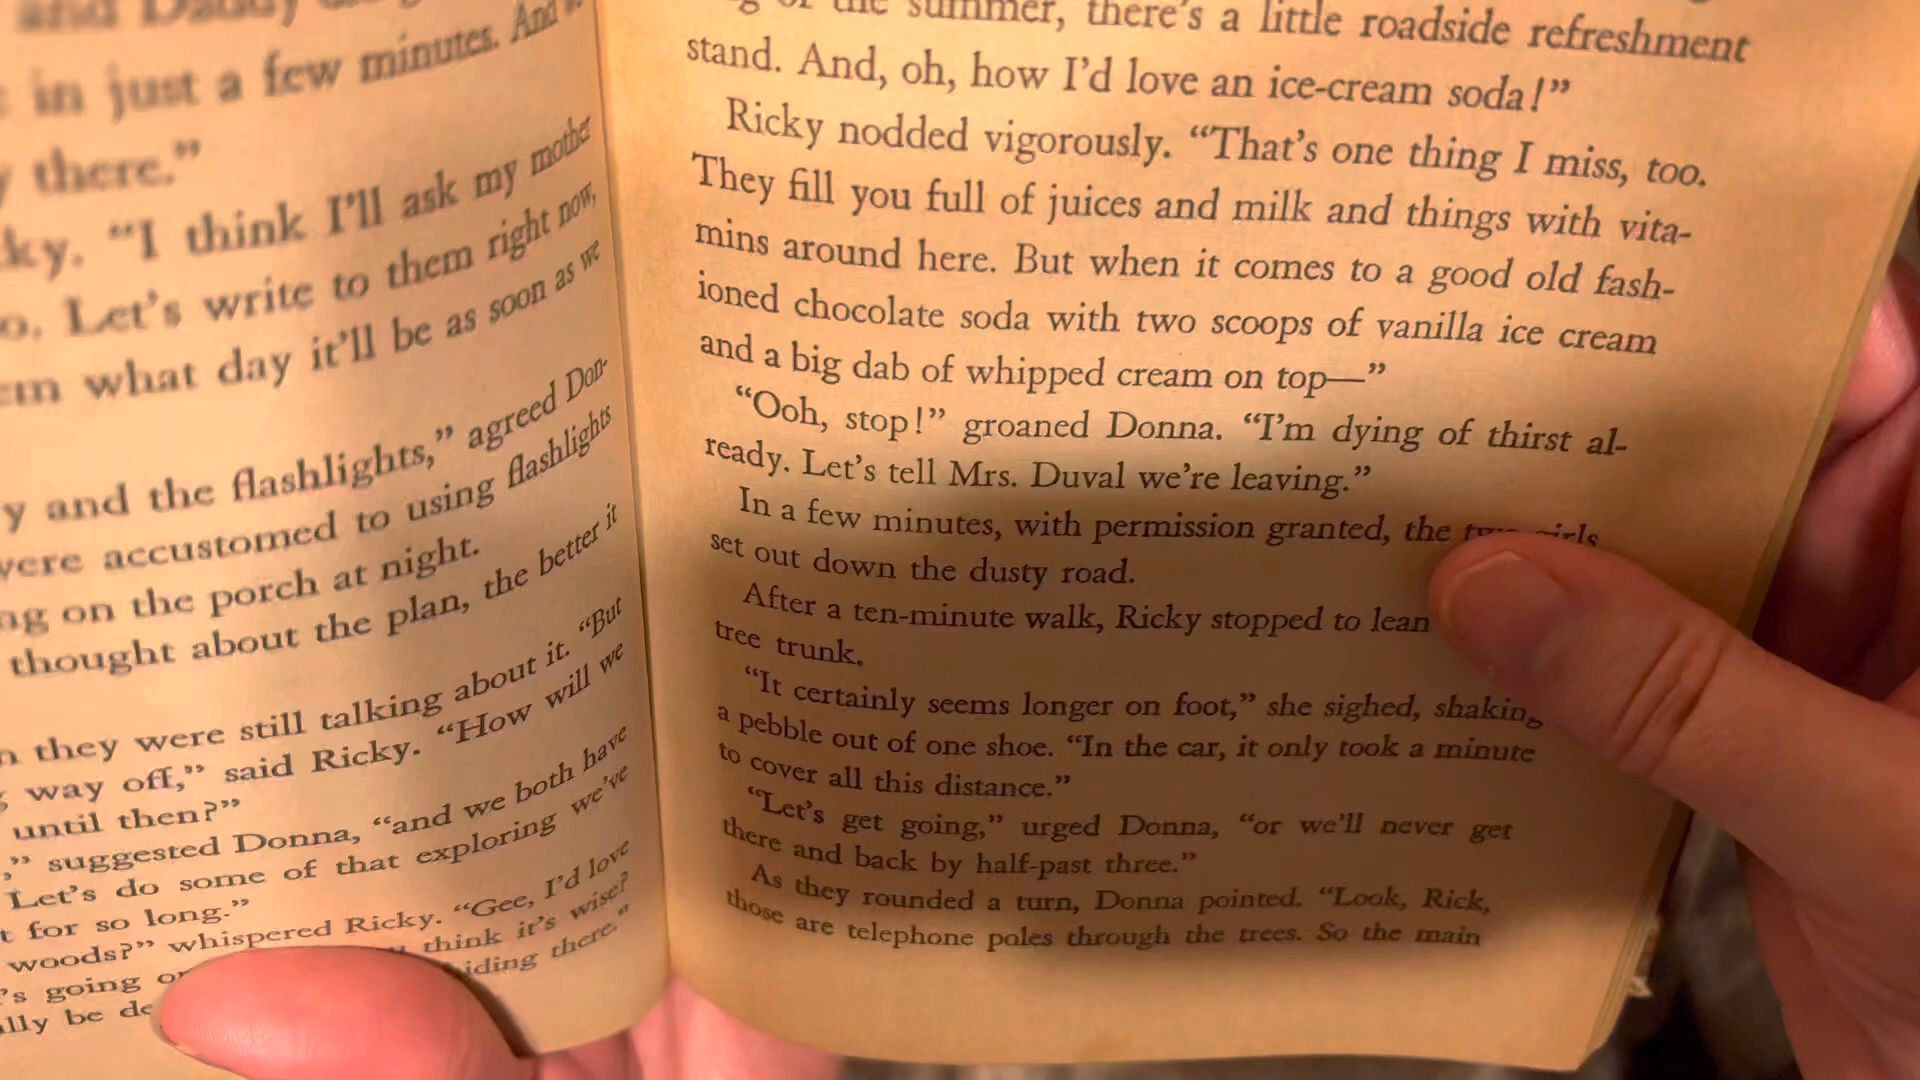 and Daddy
in just a few minutes. And
there."
ky. "I think I'll ask my mother
o. Let's write to them right now,
em what day it'll be as soon as we
y and the flashlights," agreed Don-
were accustomed to using flashlights
ng on the porch at night.
thought about the plan, the better it
n they were still talking about it. "But
way off," said Ricky. "How will we
until then?"
," suggested Donna, "and we both have
Let's do some of that exploring we've
t for so long."
woods?" whispered Ricky. "Gee, I'd love
's going think it's wise?
ally be de iding there."
of the summer, there's a little roadside refreshment
stand. And, oh, how I'd love an ice-cream soda!"
Ricky nodded vigorously. "That's one thing I miss, too.
They fill you full of juices and milk and things with vita-
mins around here. But when it comes to a good old fash-
ioned chocolate soda with two scoops of vanilla ice cream
and a big dab of whipped cream on top—"
"Ooh, stop!" groaned Donna. "I'm dying of thirst al-
ready. Let's tell Mrs. Duval we're leaving."
In a few minutes, with permission granted, the two girls
set out down the dusty road.
After a ten-minute walk, Ricky stopped to lean
tree trunk.
"It certainly seems longer on foot," she sighed, shaking
a pebble out of one shoe. "In the car, it only took a minute
to cover all this distance."
"Let's get going," urged Donna, "or we'll never get
there and back by half-past three."
As they rounded a turn, Donna pointed. "Look, Rick,
those are telephone poles through the trees. So the main